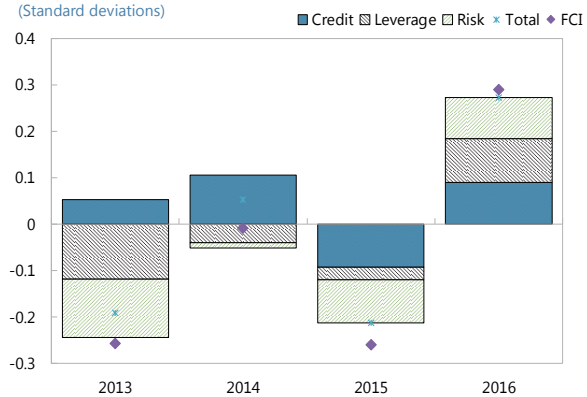 (Standard deviations)
Credit Leverage Risk Total FCI
0.4
0.3
0.2
0.1
0
-0.1
-0.2
-0.3
2013 2014 2015 2016